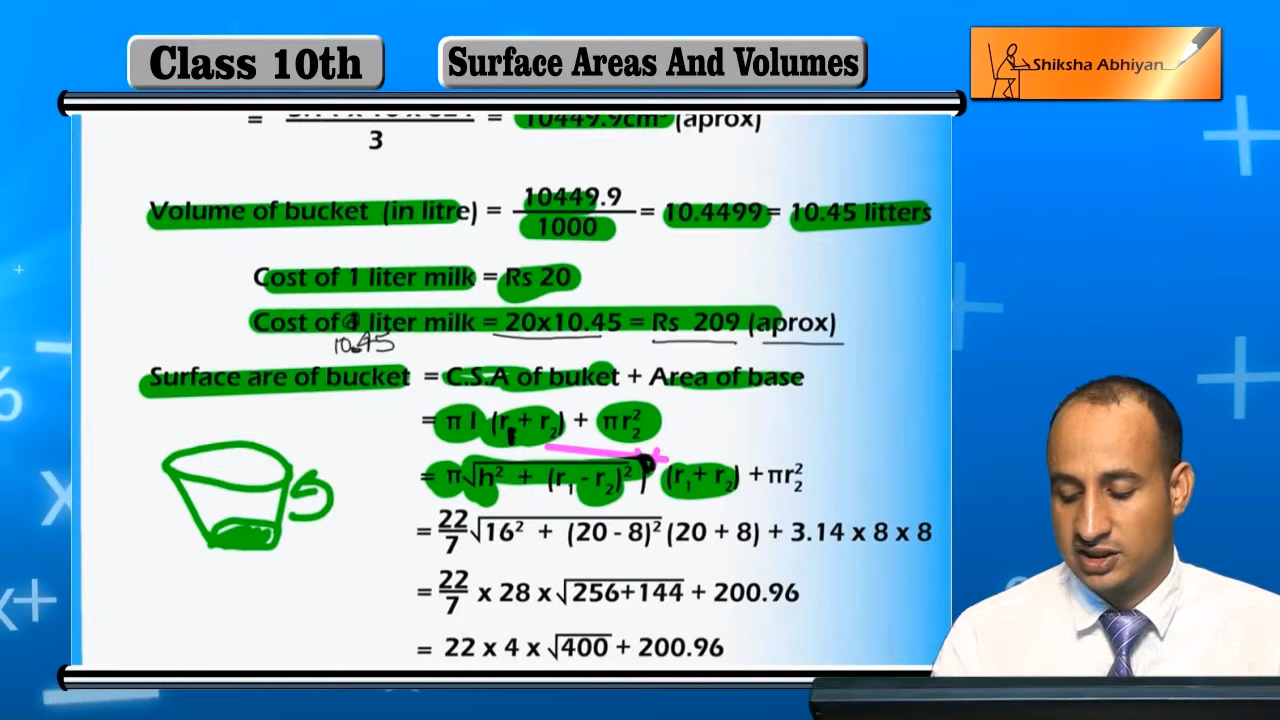 Class 10th
Surface Areas And Volumes
Shiksha Abhiyan
= / 3 = 10449.9cm³ (aprox)
Volume of bucket (in litre) = 10449.9 / 1000 = 10.4499 = 10.45 litters
Cost of 1 liter milk = Rs 20
Cost of liter milk = 20x10.45 = Rs 209 (aprox)
10.45
Surface are of bucket = C.S.A of buket + Area of base
= π l (r₁ + r₂) + πr₂²
= π√h² + (r₁ - r₂)² (r₁ + r₂) + πr₂²
= 22/7 √16² + (20 - 8)² (20 + 8) + 3.14 x 8 x 8
= 22/7 x 28 x √256+144 + 200.96
= 22 x 4 x √400 + 200.96